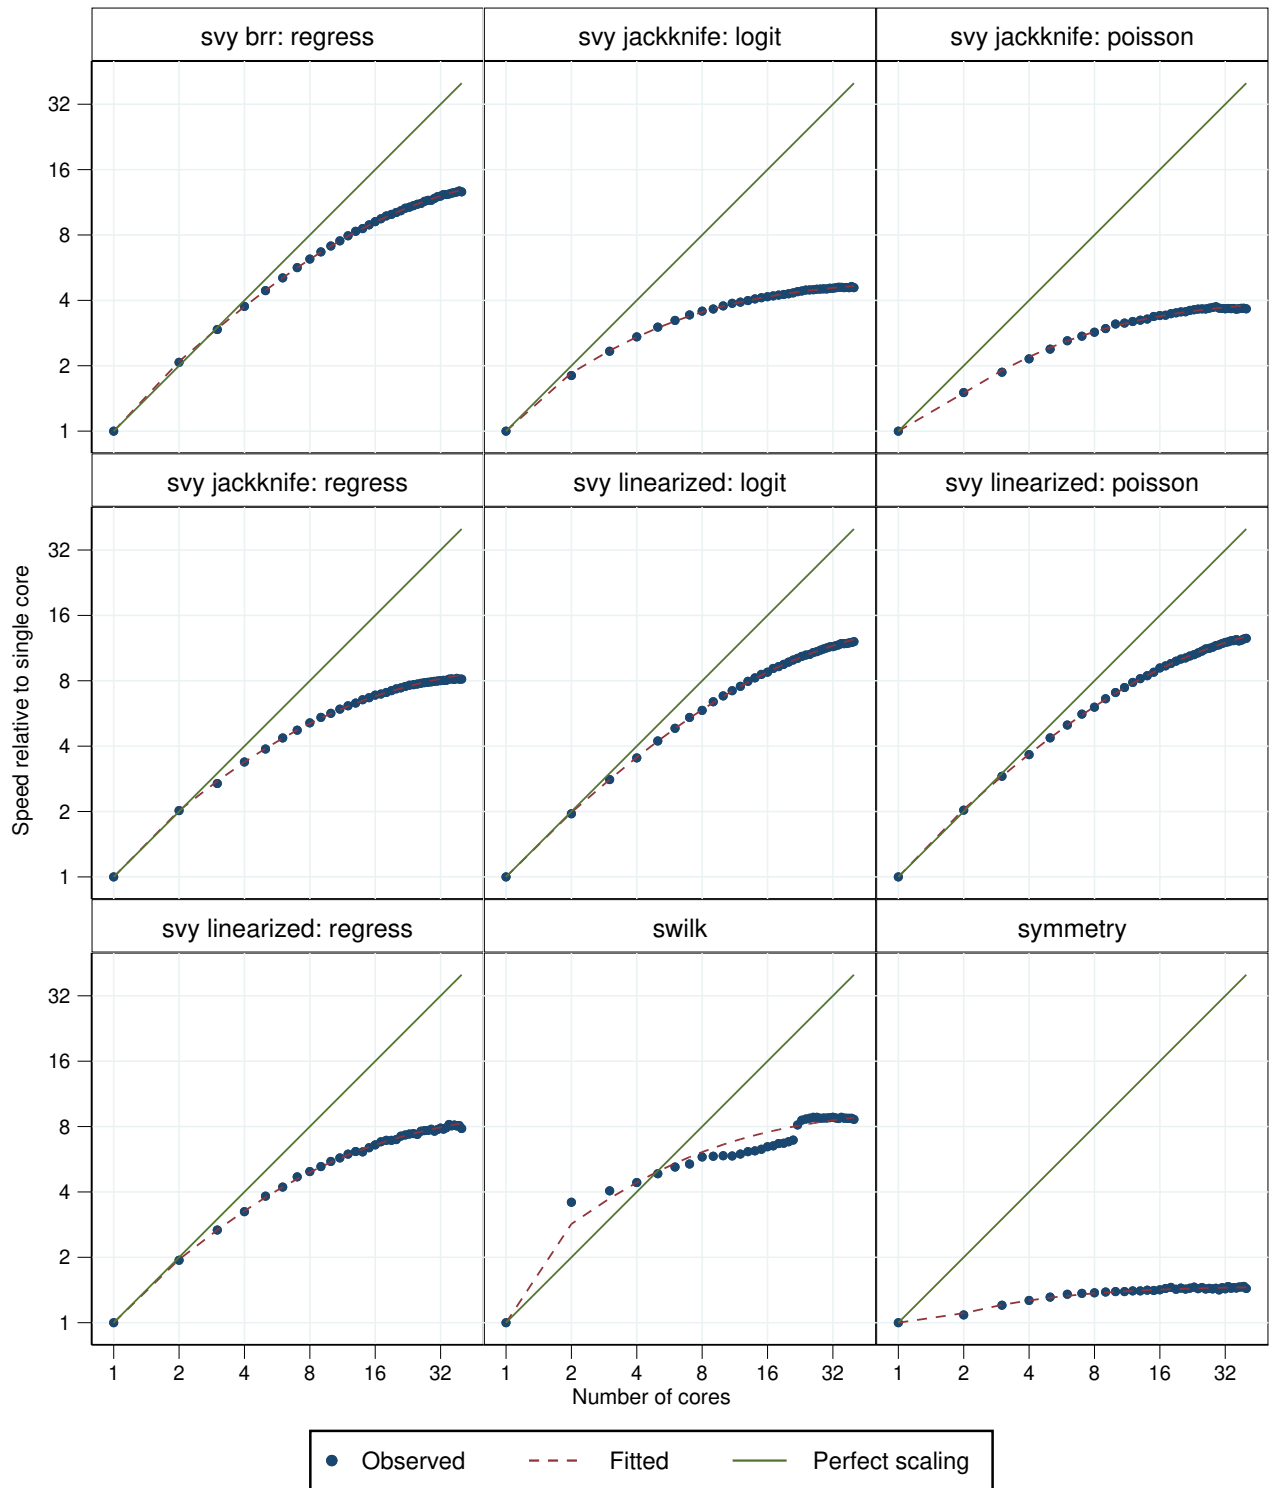 svy brr: regress
svy jackknife: logit
svy jackknife: poisson
32
16
8
4
2
1
svy jackknife: regress
svy linearized: logit
svy linearized: poisson
32
16
8
4
2
1
Speed relative to single core
svy linearized: regress
swilk
symmetry
32
16
8
4
2
1
1 2 4 8 16 32
1 2 4 8 16 32
1 2 4 8 16 32
Number of cores
Observed
Fitted
Perfect scaling